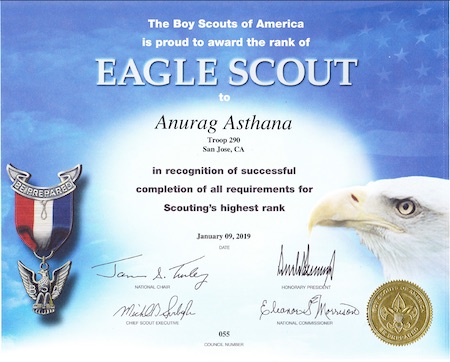 The Boy Scouts of America
is proud to award the rank of
EAGLE SCOUT
to
Anurag Asthana
Troop 290
San Jose, CA
in recognition of successful
completion of all requirements for
Scouting's highest rank
BE PREPARED
January 09, 2019
DATE
NATIONAL CHAIR
HONORARY PRESIDENT
CHIEF SCOUT EXECUTIVE
Eleanor Morrison
NATIONAL COMMISSIONER
055
COUNCIL NUMBER